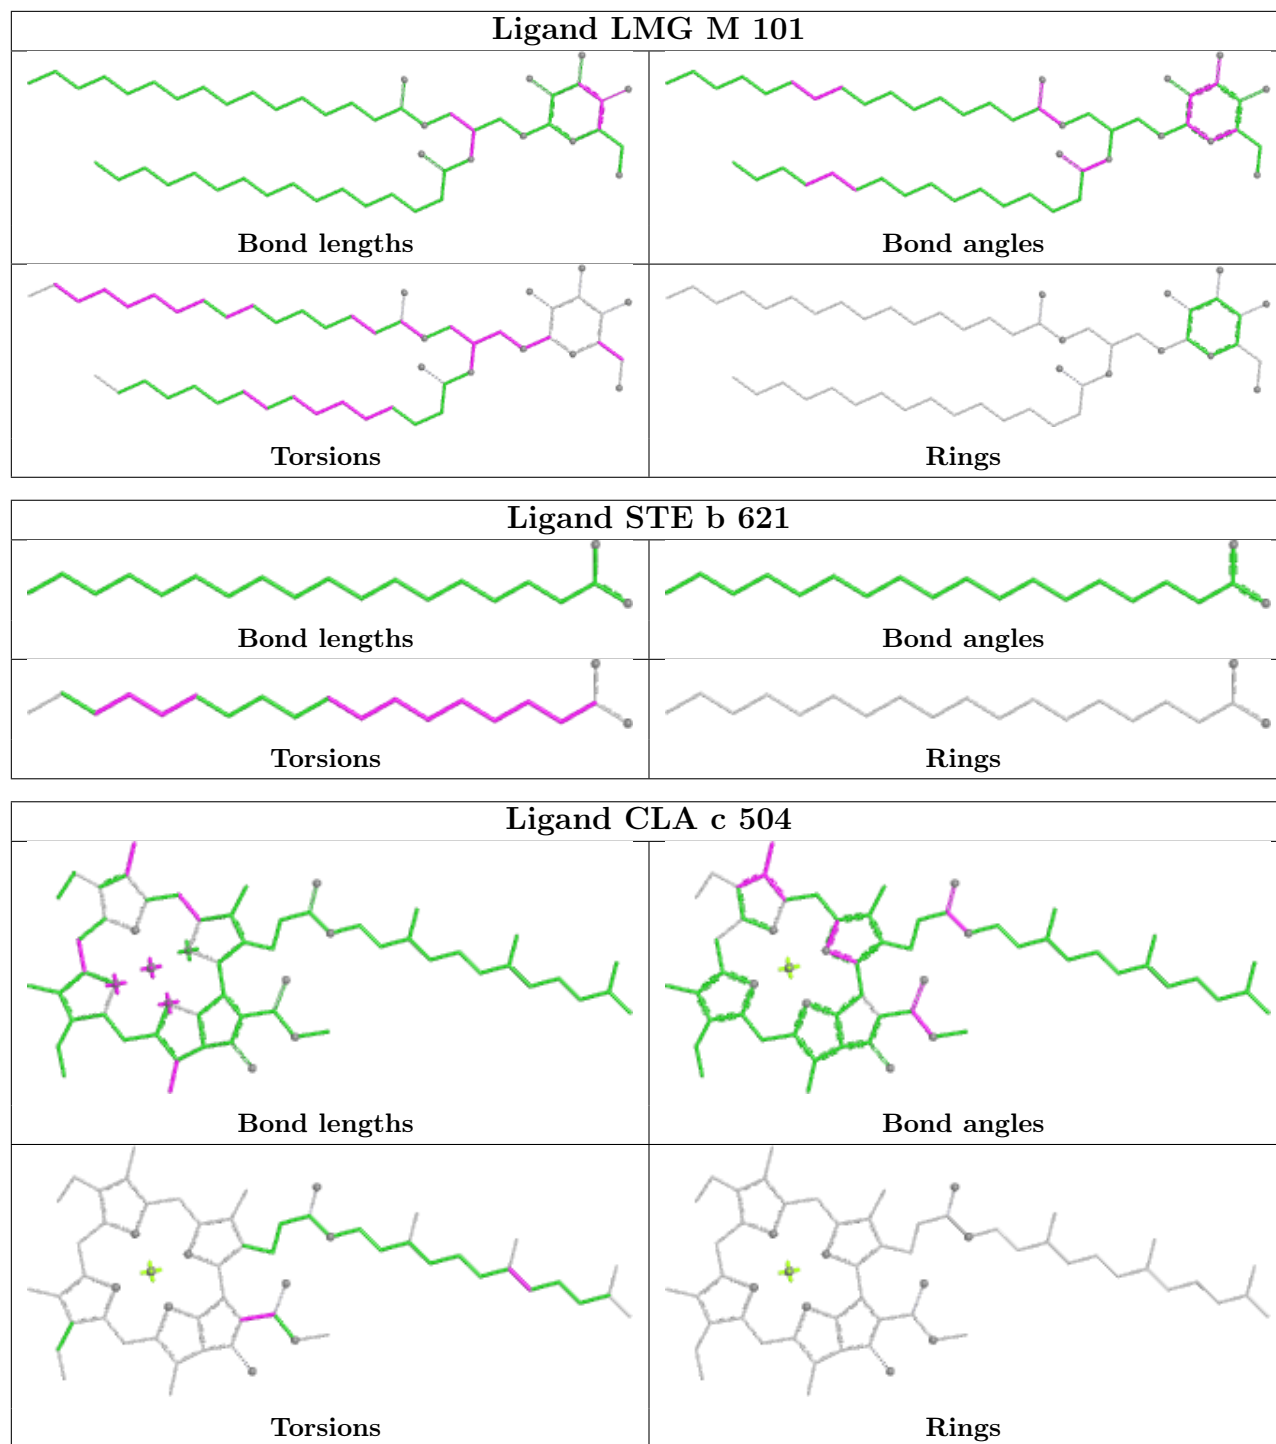 Ligand LMG M 101
Bond lengths
Bond angles
Torsions
Rings
Ligand STE b 621
Bond lengths
Bond angles
Torsions
Rings
Ligand CLA c 504
Bond lengths
Bond angles
Torsions
Rings